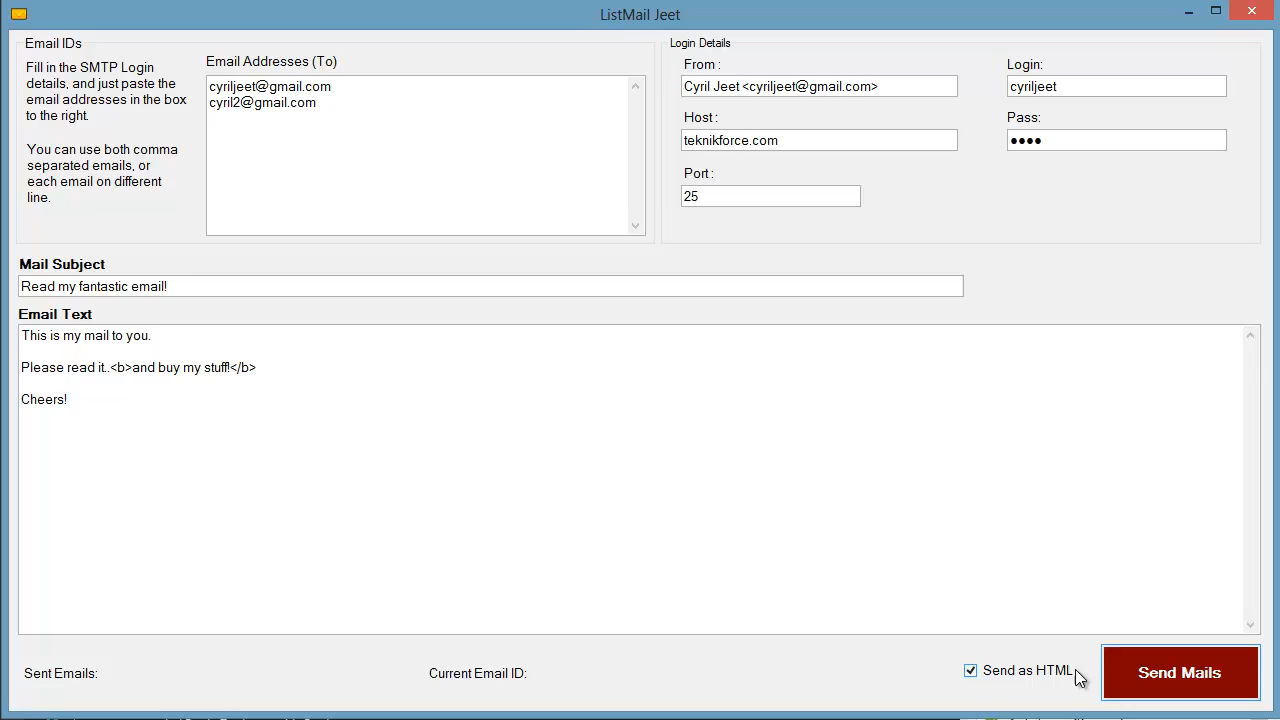 ListMail Jeet
Email IDs
Fill in the SMTP Login
details, and just paste the
email addresses in the box
to the right.
You can use both comma
separated emails, or
each email on different
line.
Email Addresses (To)
cyriljeet@gmail.com
cyril2@gmail.com
Login Details
From :
Cyril Jeet <cyriljeet@gmail.com>
Login:
cyriljeet
Host :
teknikforce.com
Pass:
●●●●
Port :
25
Mail Subject
Read my fantastic email!
Email Text
This is my mail to you.
Please read it..<b>and buy my stuff!</b>
Cheers!
Sent Emails:
Current Email ID:
Send as HTML
Send Mails